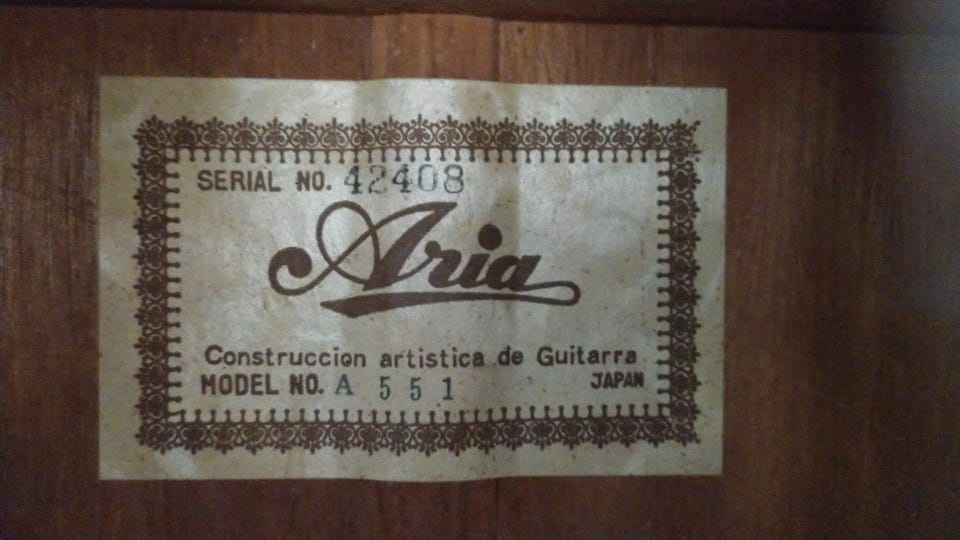 SERIAL NO. 42408
Aria
Construccion artistica de Guitarra
MODEL NO. A 551 JAPAN